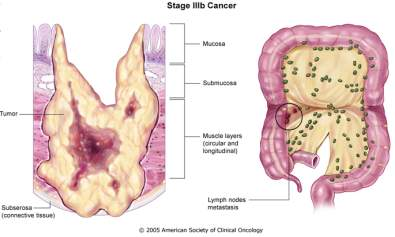 Stage IIIb Cancer
Mucosa
Submucosa
Tumor
Muscle layers
(circular and
longitudinal)
Subserosa
(connective tissue)
Lymph nodes
metastasis
© 2005 American Society of Clinical Oncology